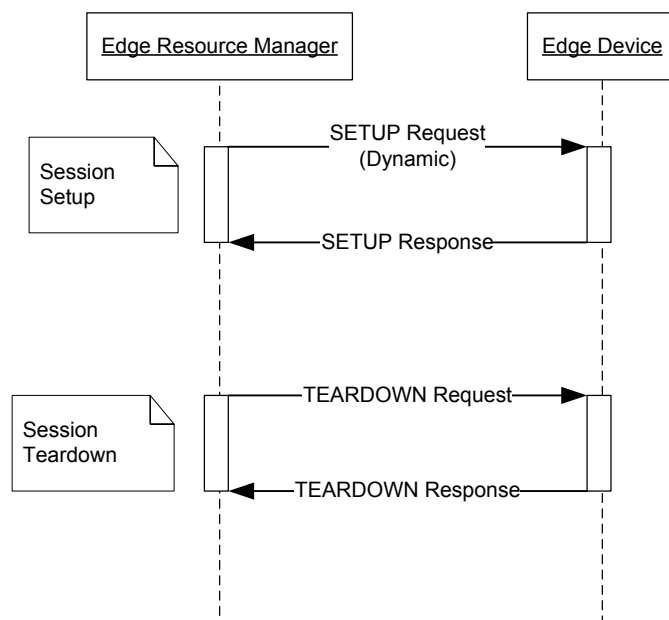 Edge Resource Manager
Edge Device
SETUP Request
(Dynamic)
Session
Setup
SETUP Response
TEARDOWN Request
Session
Teardown
TEARDOWN Response